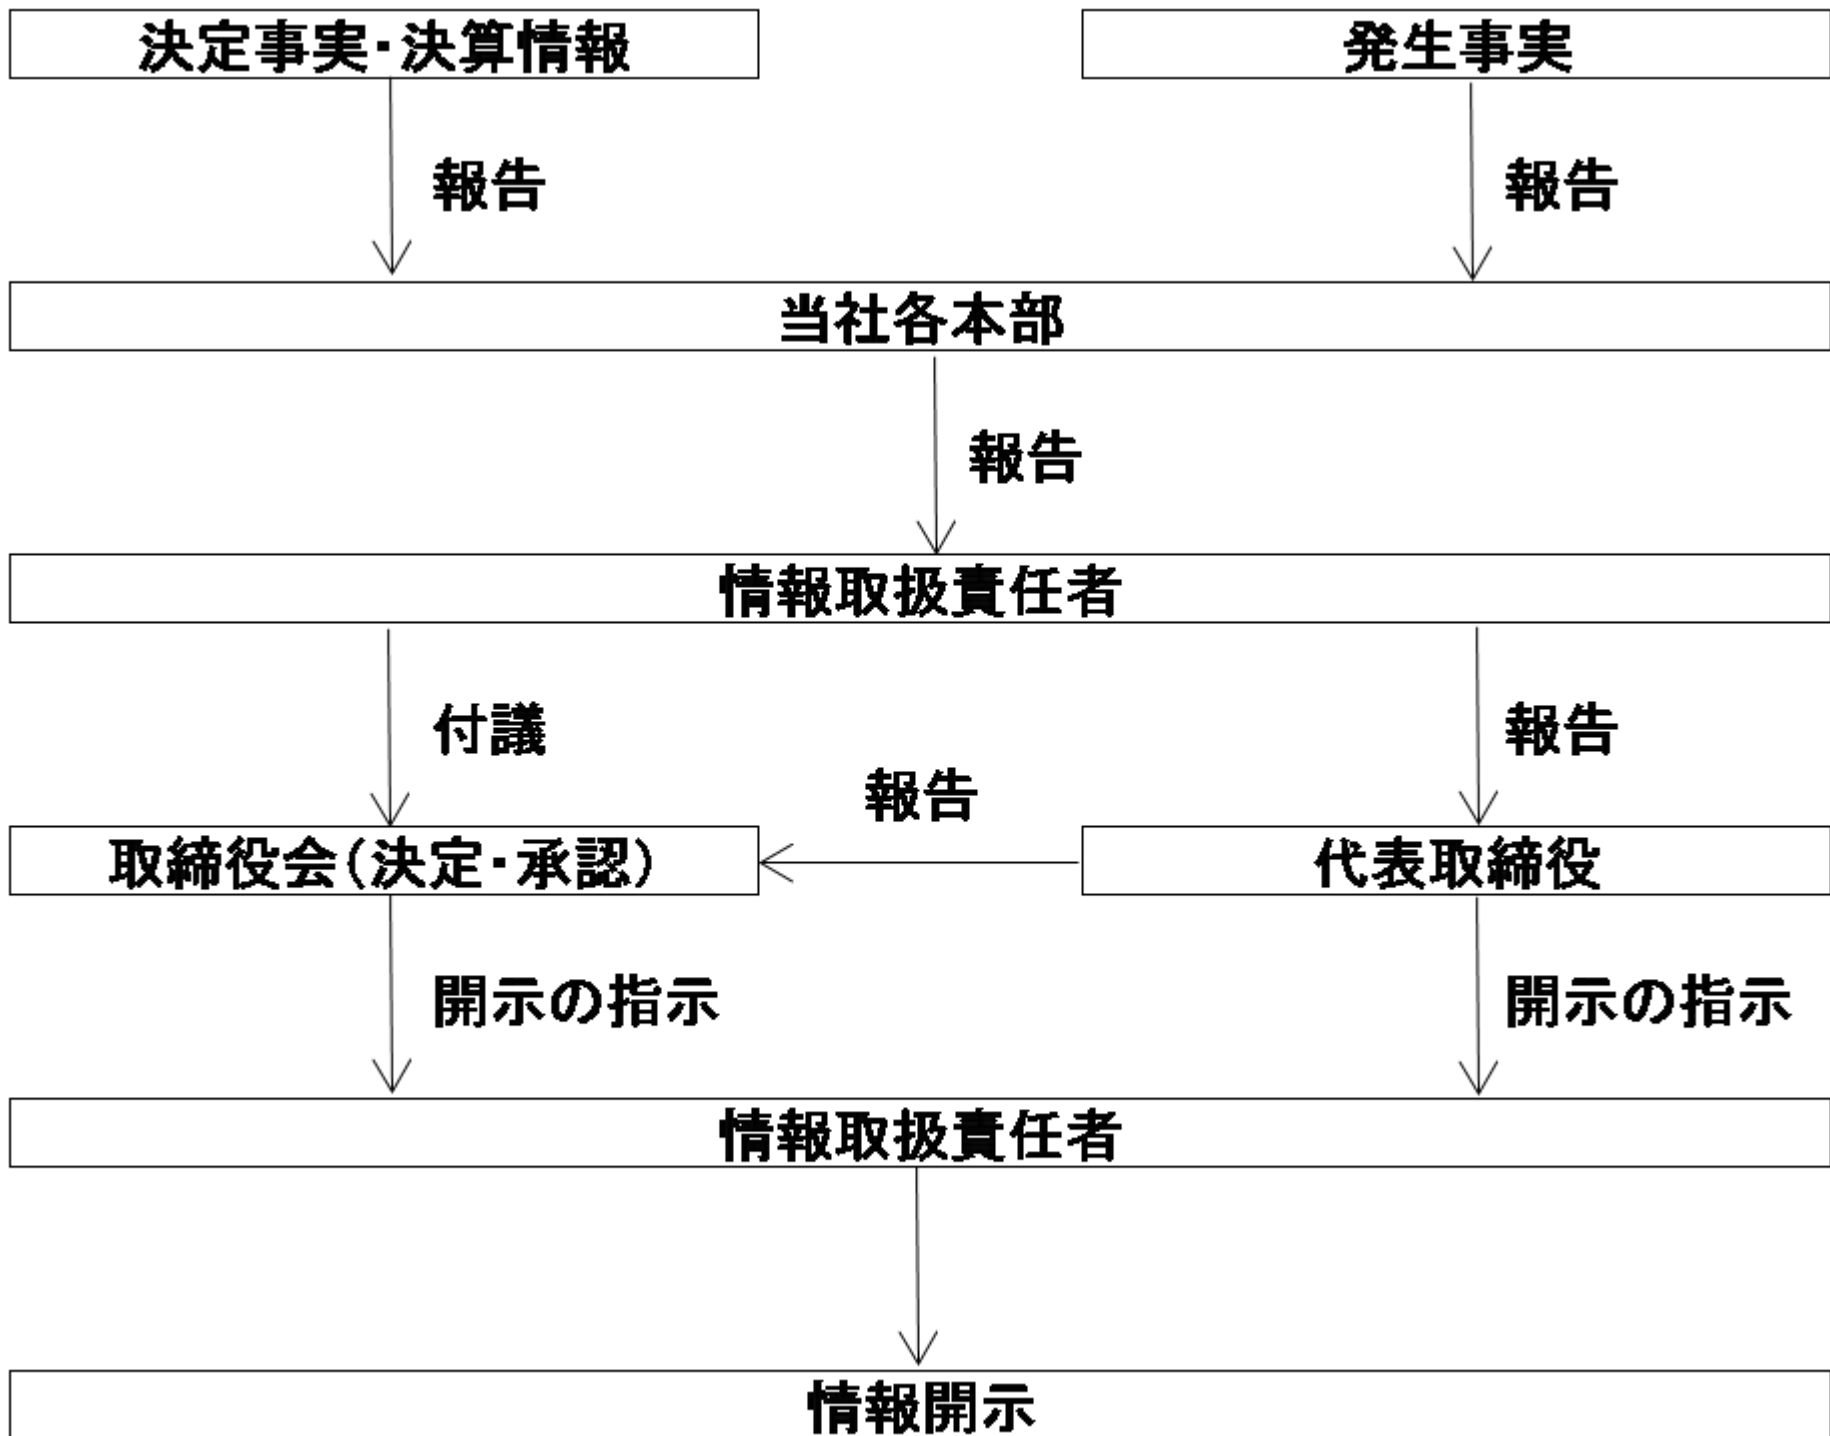 決定事実・決算情報
発生事実
報告
報告
当社各本部
報告
情報取扱責任者
付議
報告
報告
取締役会(決定・承認)
代表取締役
開示の指示
開示の指示
情報取扱責任者
情報開示